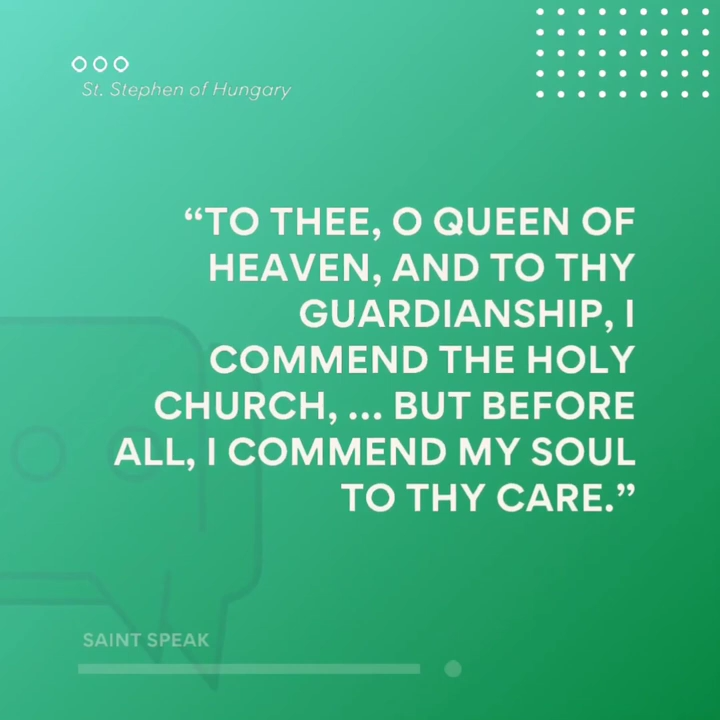 St. Stephen of Hungary
“TO THEE, O QUEEN OF
HEAVEN, AND TO THY
GUARDIANSHIP, I
COMMEND THE HOLY
CHURCH, ... BUT BEFORE
ALL, I COMMEND MY SOUL
TO THY CARE.”
SAINT SPEAK